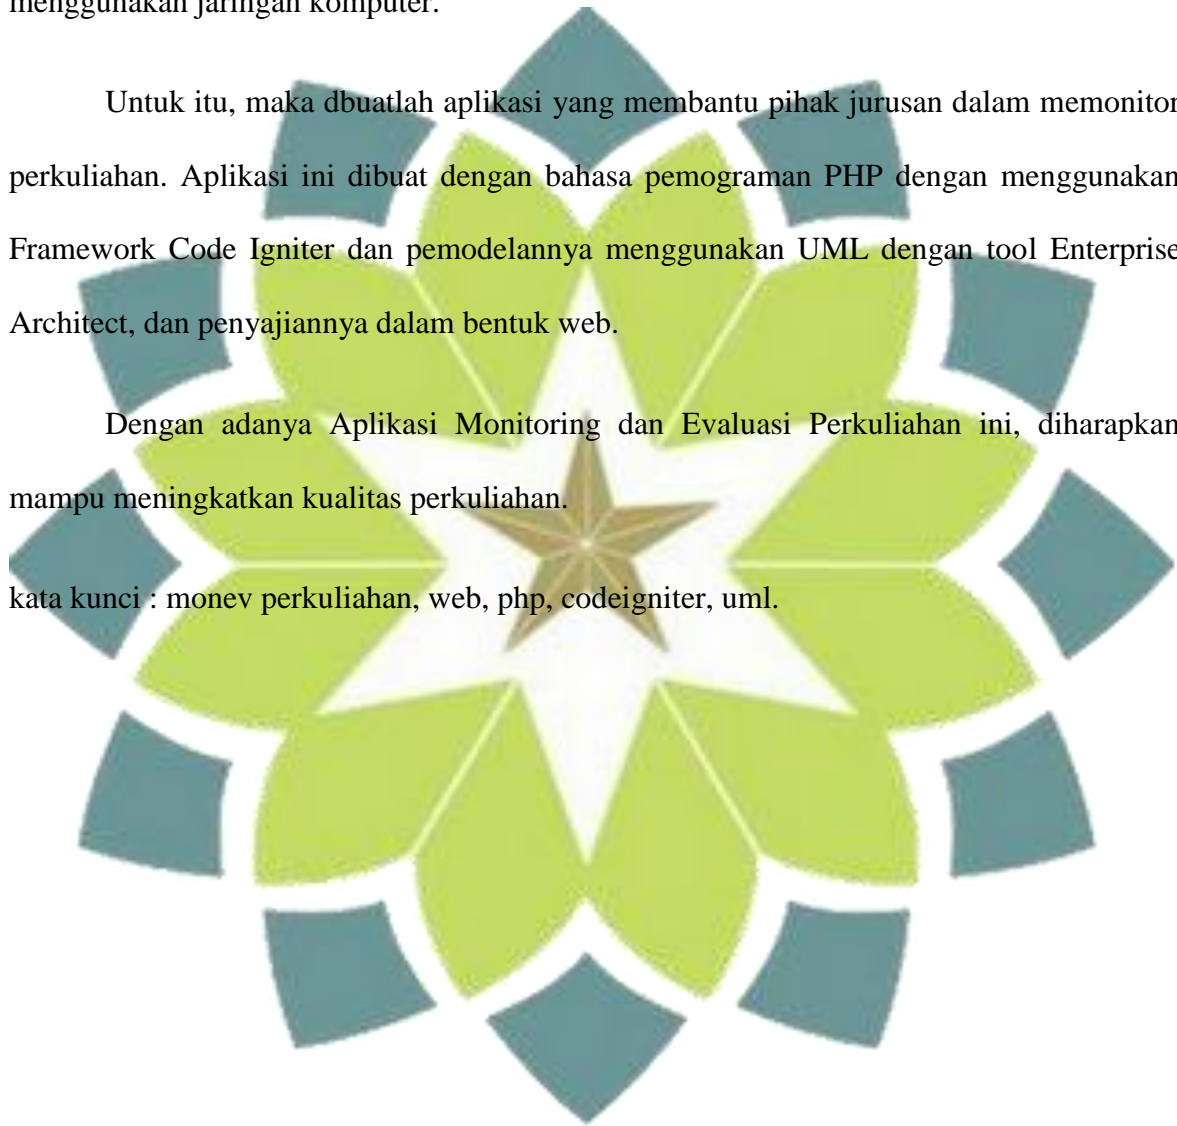 menggunakan jaringan komputer.
Untuk itu, maka dbuatlah aplikasi yang membantu pihak jurusan dalam memonitor
perkuliahan. Aplikasi ini dibuat dengan bahasa pemograman PHP dengan menggunakan
Framework Code Igniter dan pemodelannya menggunakan UML dengan tool Enterprise
Architect, dan penyajiannya dalam bentuk web.
Dengan adanya Aplikasi Monitoring dan Evaluasi Perkuliahan ini, diharapkan
mampu meningkatkan kualitas perkuliahan.
kata kunci : monev perkuliahan, web, php, codeigniter, uml.